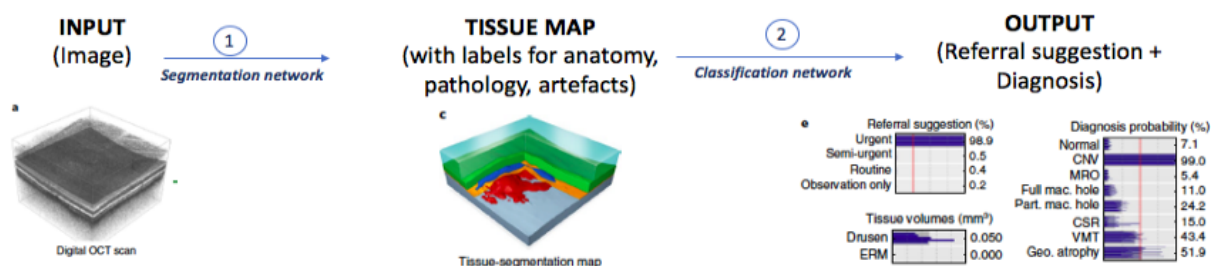 INPUT
(Image)
1
Segmentation network
TISSUE MAP
(with labels for anatomy,
pathology, artefacts)
2
Classification network
OUTPUT
(Referral suggestion +
Diagnosis)
a
Digital OCT scan
c
Tissue-segmentation map
e
Referral suggestion (%)
Urgent 98.9
Semi-urgent 0.5
Routine 0.4
Observation only 0.2
Tissue volumes (mm³)
Drusen 0.050
ERM 0.000
Diagnosis probability (%)
Normal 7.1
CNV 99.0
MRO 5.4
Full mac. hole 11.0
Part. mac. hole 24.2
CSR 15.0
VMT 43.4
Geo. atrophy 51.9